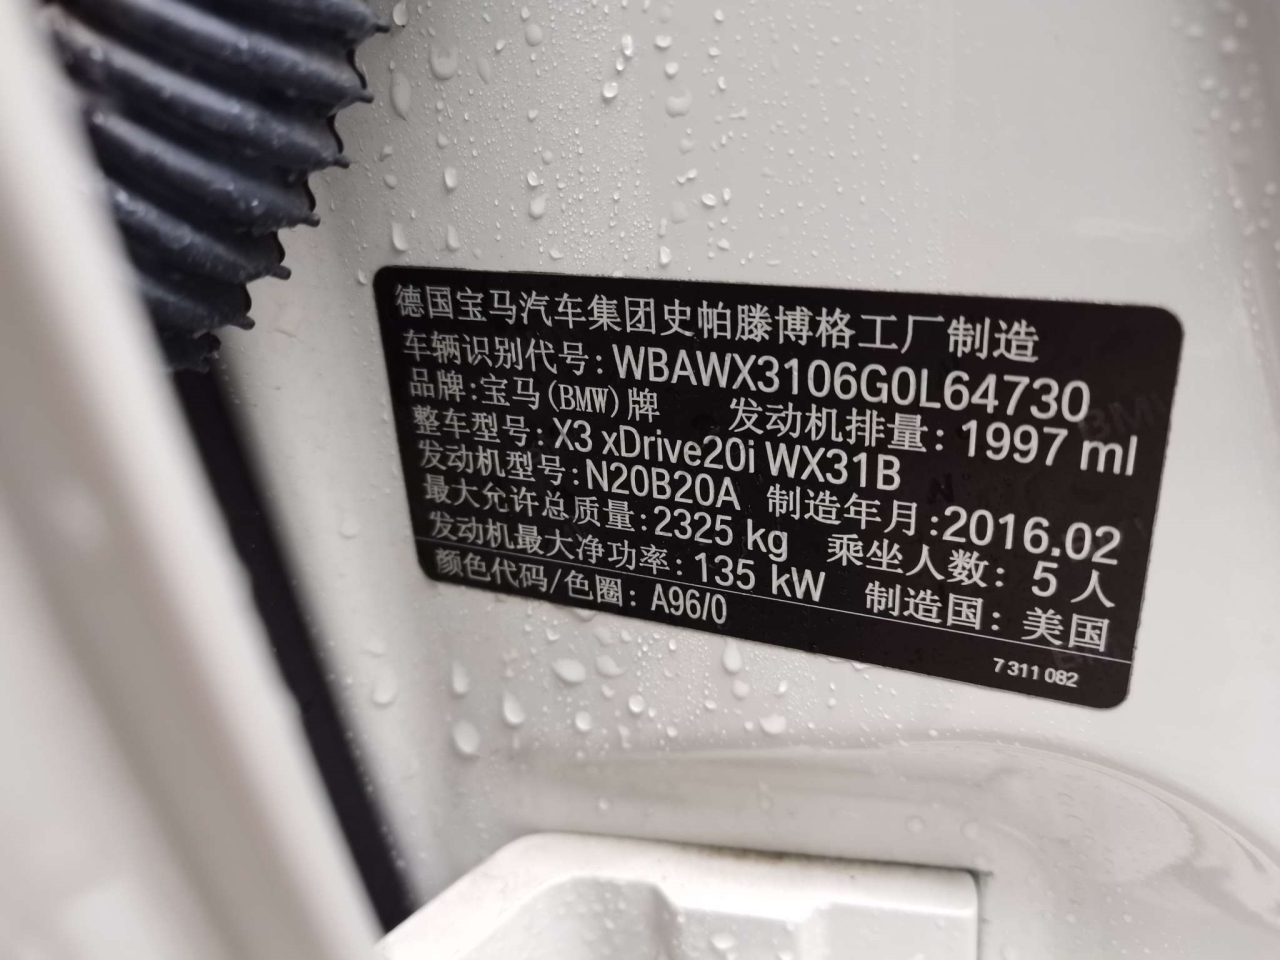 德国宝马汽车集团史帕滕博格工厂制造
车辆识别代号: WBAWX3106G0L64730
品牌:宝马(BMW)牌 发动机排量: 1997 ml
整车型号: X3 xDrive20i WX31B
发动机型号:N20B20A 制造年月:2016.02
最大允许总质量:2325 kg 乘坐人数: 5 人
发动机最大净功率: 135 kW 制造国: 美国
颜色代码/色圈: A96/0
7 311 082